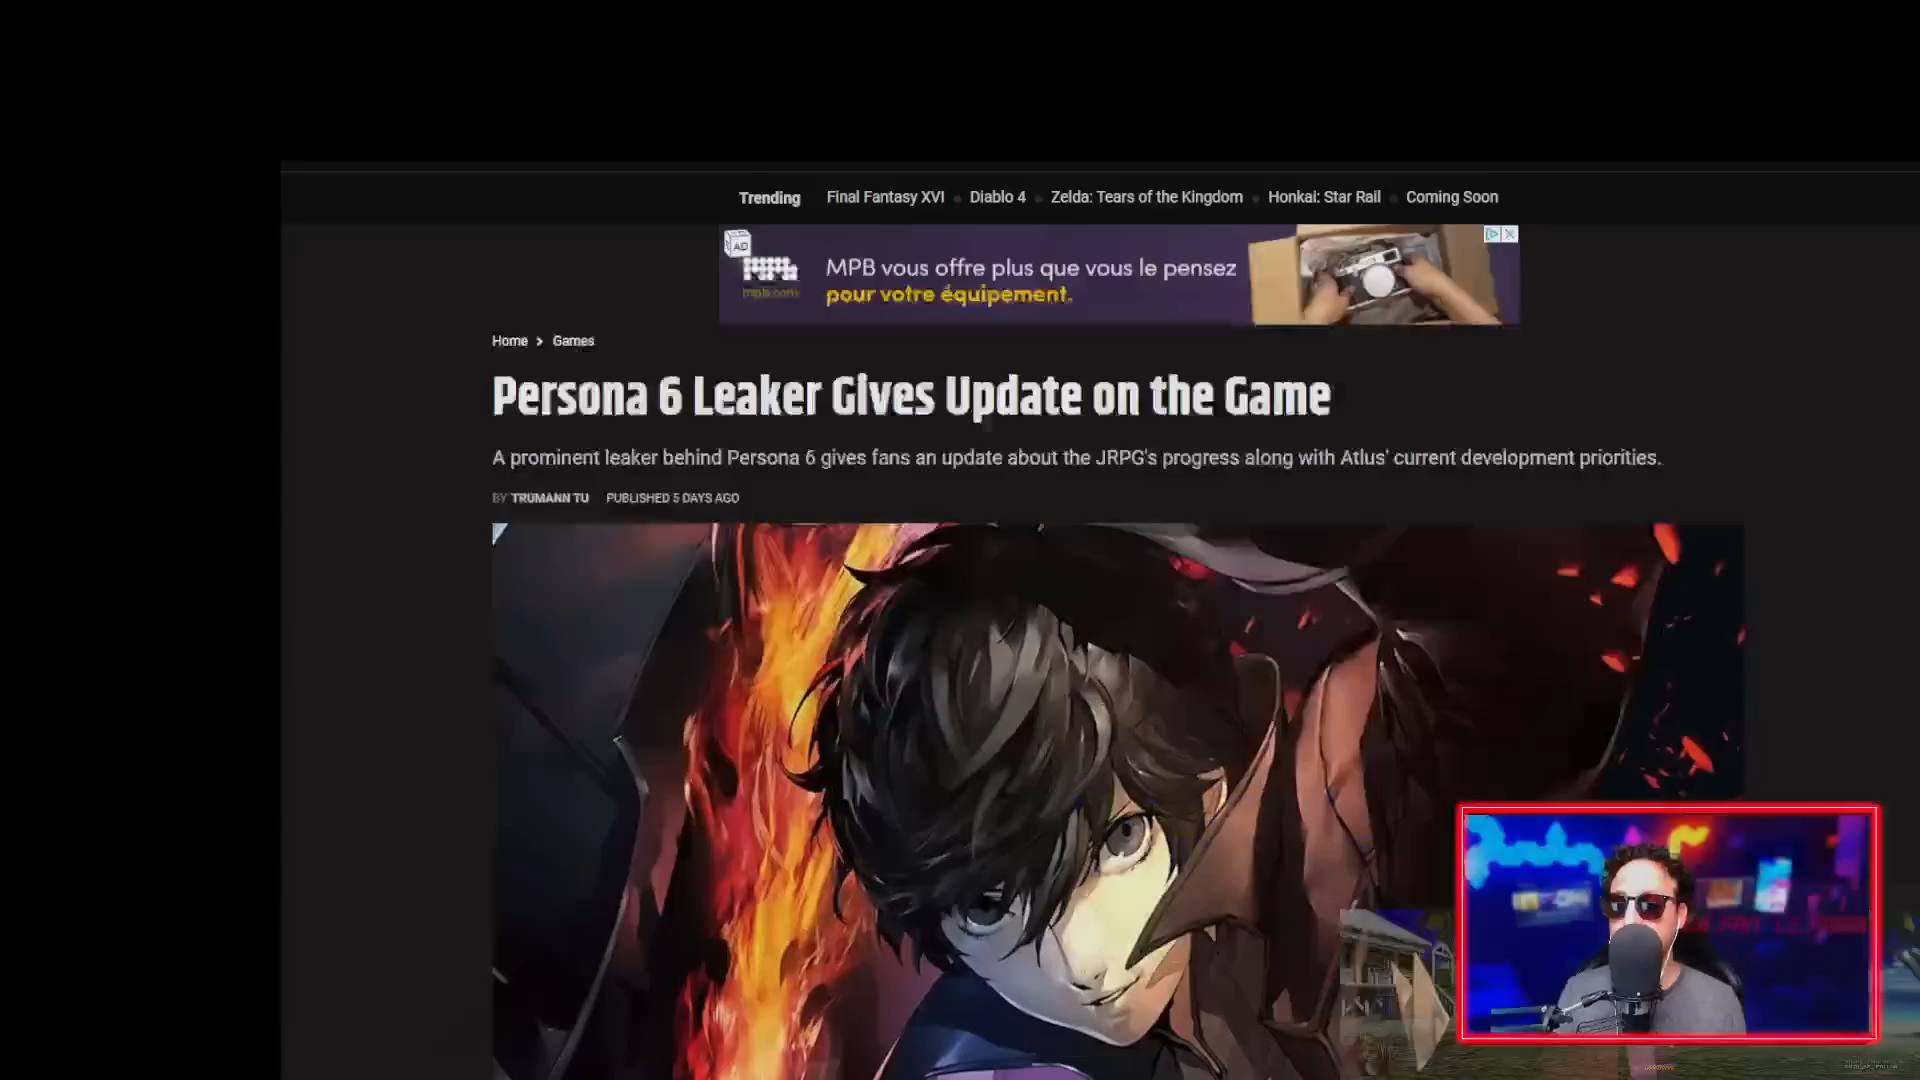 Trending Final Fantasy XVI Diablo 4 Zelda: Tears of the Kingdom Honkai: Star Rail Coming Soon
AD
mpb.com
MPB vous offre plus que vous le pensez
pour votre équipement.
Home > Games
Persona 6 Leaker Gives Update on the Game
A prominent leaker behind Persona 6 gives fans an update about the JRPG's progress along with Atlus' current development priorities.
BY TRUMANN TU PUBLISHED 5 DAYS AGO